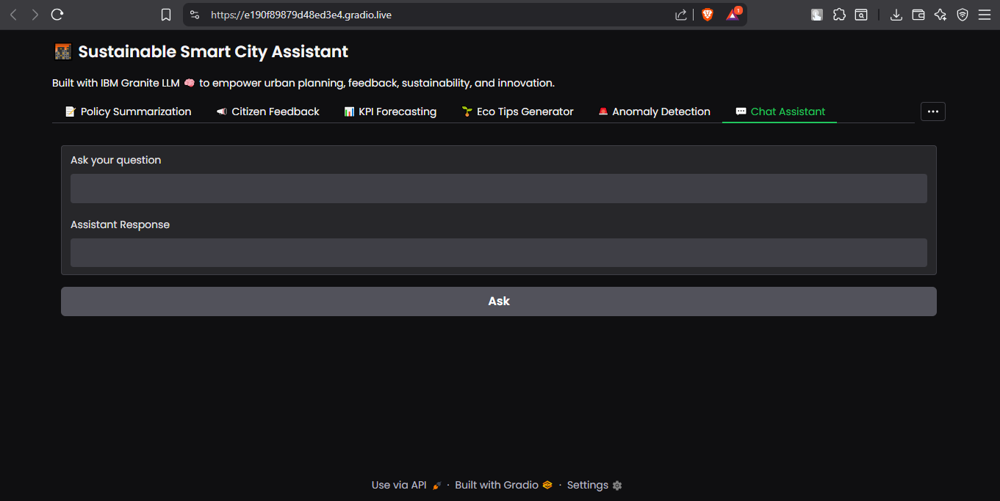 https://e190f89879d48ed3e4.gradio.live
1
Sustainable Smart City Assistant
Built with IBM Granite LLM 🧠 to empower urban planning, feedback, sustainability, and innovation.
📝 Policy Summarization 📢 Citizen Feedback 📊 KPI Forecasting 🌱 Eco Tips Generator 🚨 Anomaly Detection 💬 Chat Assistant ...
Ask your question
Assistant Response
Ask
Use via API 🚀 · Built with Gradio · Settings ⚙️